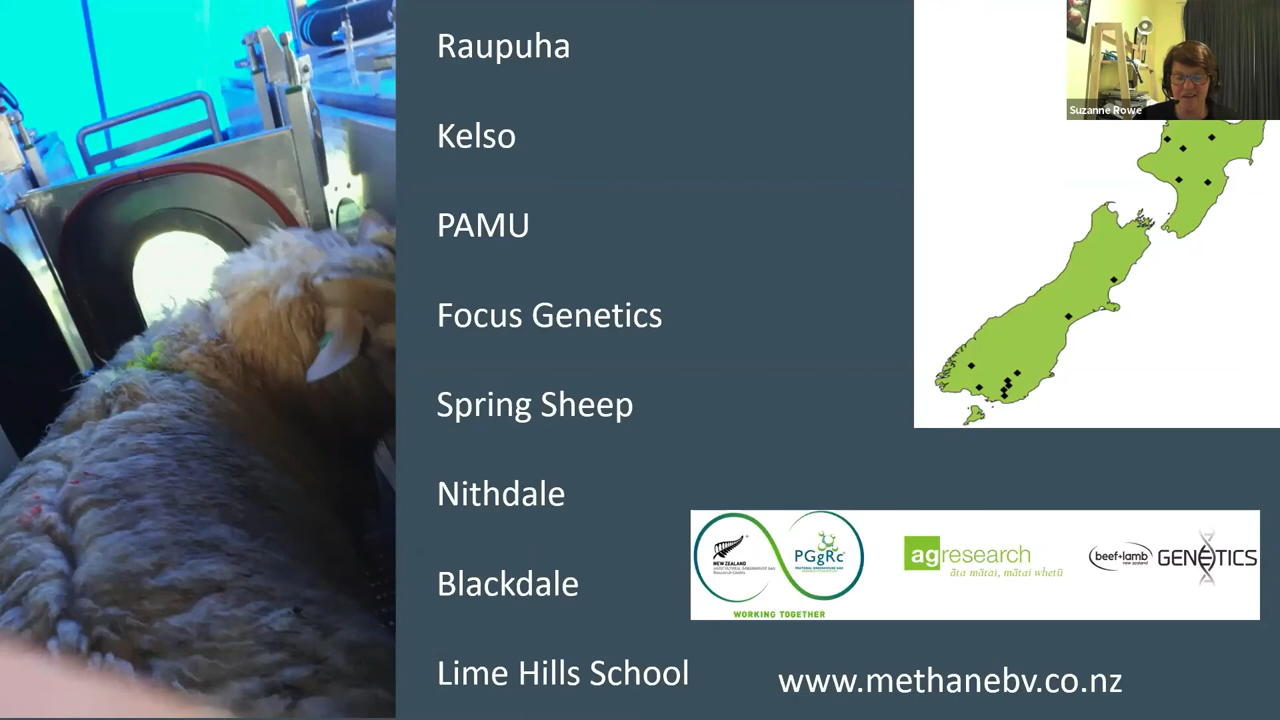 Raupuha
Kelso
PAMU
Focus Genetics
Spring Sheep
Nithdale
Blackdale
Lime Hills School
Suzanne Rowe
NEW ZEALAND
PGgRc
WORKING TOGETHER
agresearch
āta mātai, mātai whetū
beef+lamb
new zealand
GENETICS
www.methanebv.co.nz